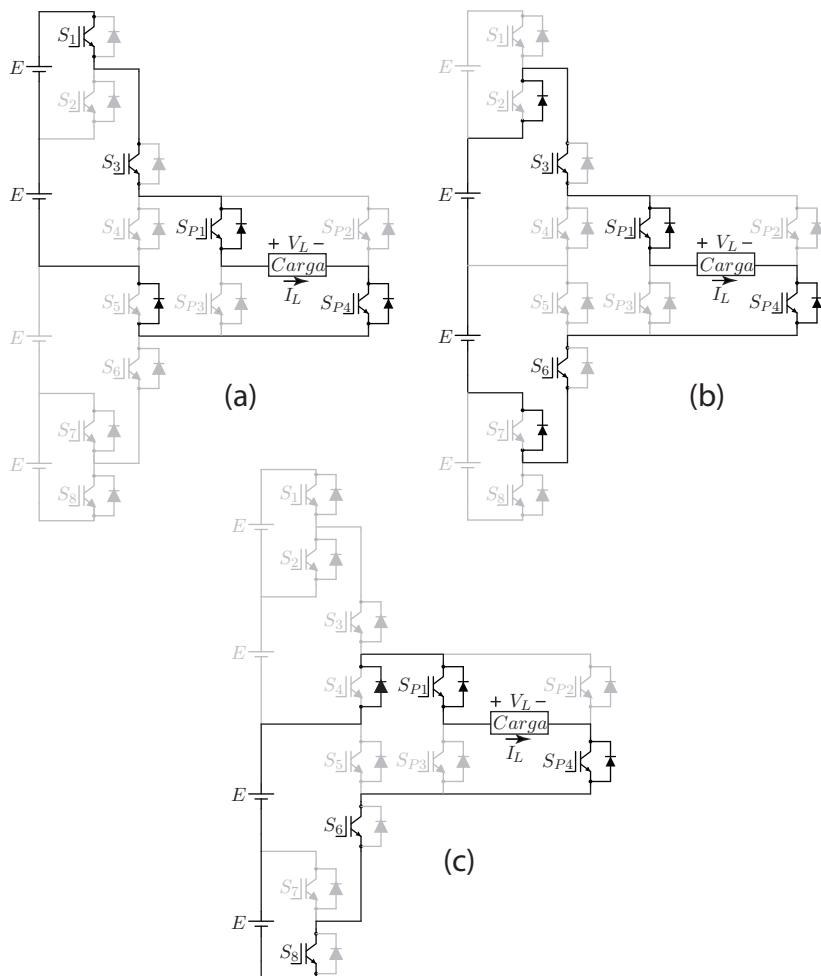 S1
E
S2
S3
E
S4
SP1
SP2
+ VL −
Carga
IL
S5
SP3
SP4
E
S6
(a)
S7
E
S8
S1
E
S2
S3
E
S4
SP1
SP2
+ VL −
Carga
IL
S5
SP3
SP4
E
S6
(b)
S7
E
S8
S1
E
S2
S3
E
S4
SP1
SP2
+ VL −
Carga
IL
S5
SP3
SP4
E
S6
(c)
S7
E
S8